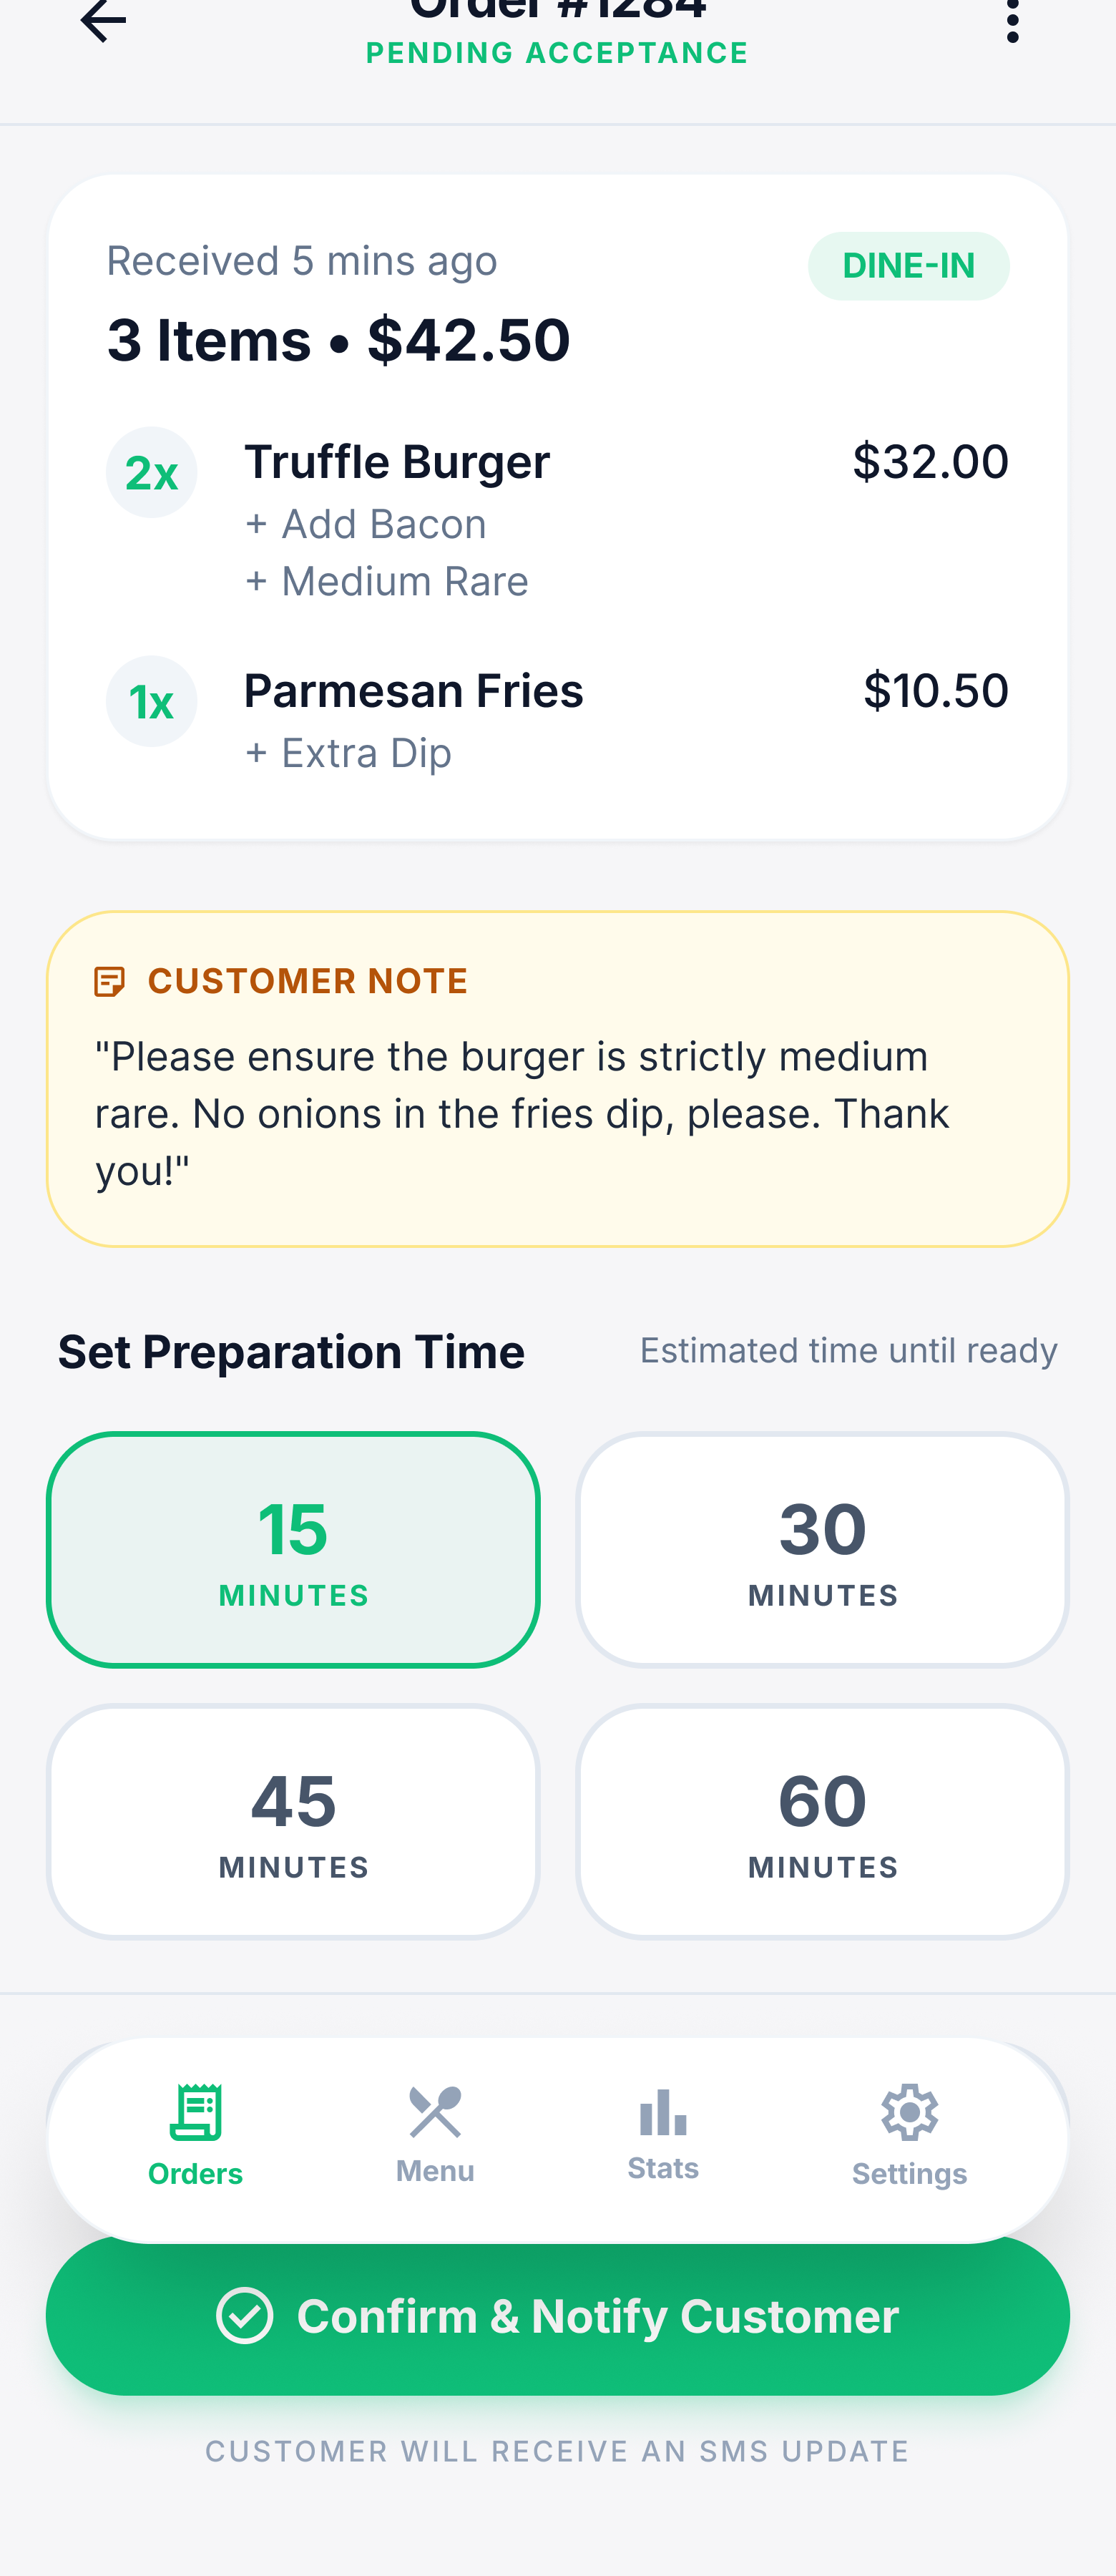 Order #1284
PENDING ACCEPTANCE
Received 5 mins ago
DINE-IN
3 Items • $42.50
2x
Truffle Burger
$32.00
+ Add Bacon
+ Medium Rare
1x
Parmesan Fries
$10.50
+ Extra Dip
CUSTOMER NOTE
"Please ensure the burger is strictly medium
rare. No onions in the fries dip, please. Thank
you!"
Set Preparation Time
Estimated time until ready
15
MINUTES
30
MINUTES
45
MINUTES
60
MINUTES
Orders
Menu
Stats
Settings
Confirm & Notify Customer
CUSTOMER WILL RECEIVE AN SMS UPDATE